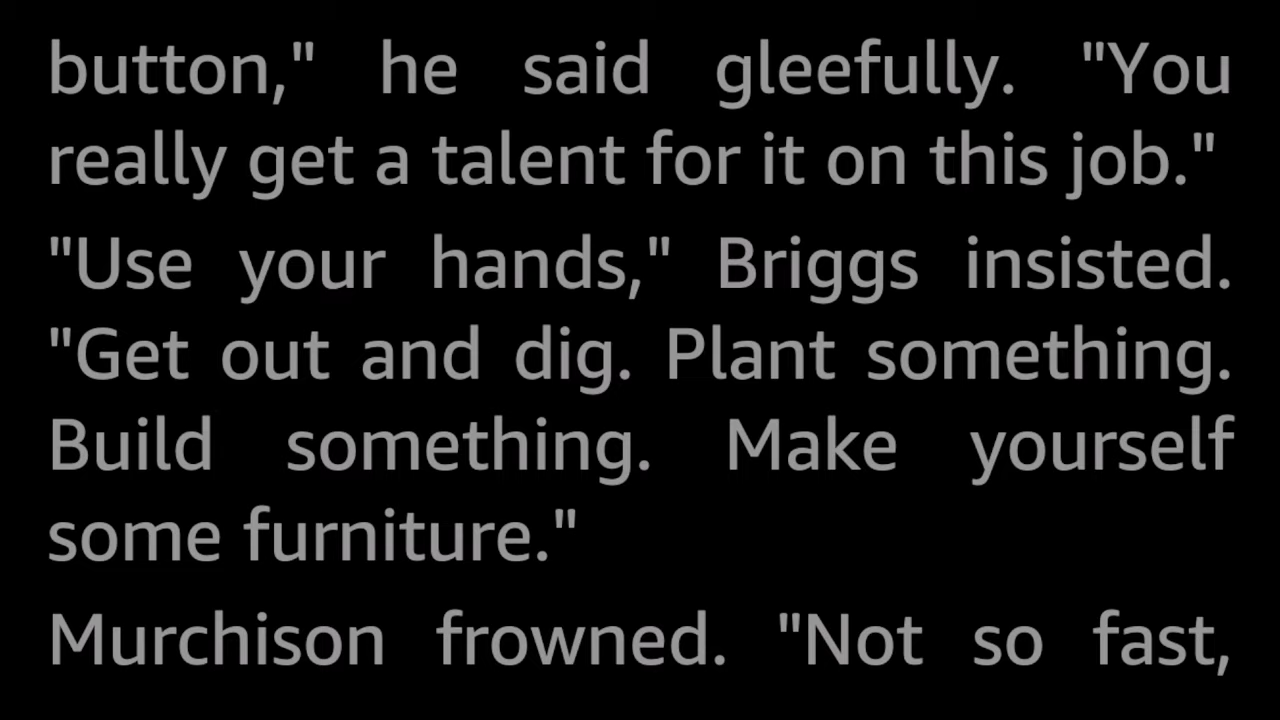 button," he said gleefully. "You
really get a talent for it on this job."
"Use your hands," Briggs insisted.
"Get out and dig. Plant something.
Build something. Make yourself
some furniture."
Murchison frowned. "Not so fast,